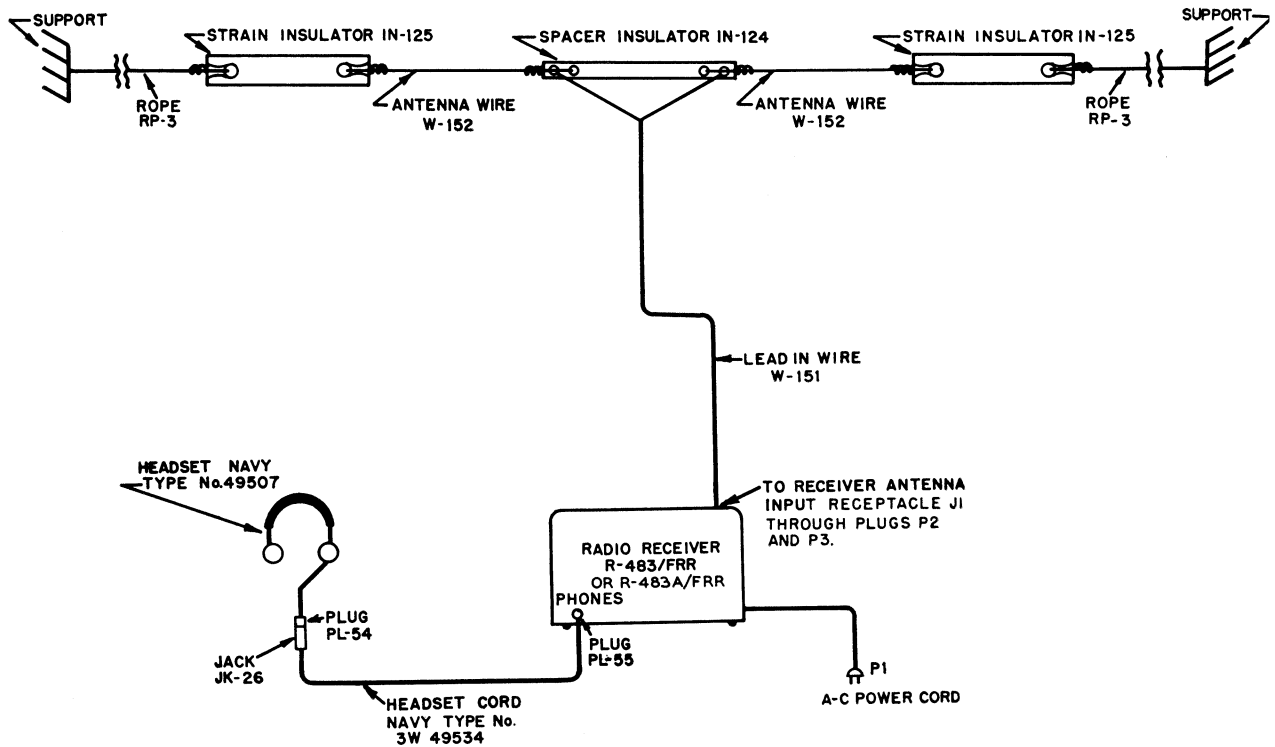 SUPPORT
STRAIN INSULATOR IN-125
SPACER INSULATOR IN-124
STRAIN INSULATOR IN-125
SUPPORT
ROPE
RP-3
ANTENNA WIRE
W-152
ANTENNA WIRE
W-152
ROPE
RP-3
LEAD IN WIRE
W-151
HEADSET NAVY
TYPE No.49507
TO RECEIVER ANTENNA
INPUT RECEPTACLE J1
THROUGH PLUGS P2
AND P3.
RADIO RECEIVER
R-483/FRR
OR R-483A/FRR
PHONES
PLUG
PL-54
PLUG
PL-55
JACK
JK-26
P1
A-C POWER CORD
HEADSET CORD
NAVY TYPE No.
3W 49534